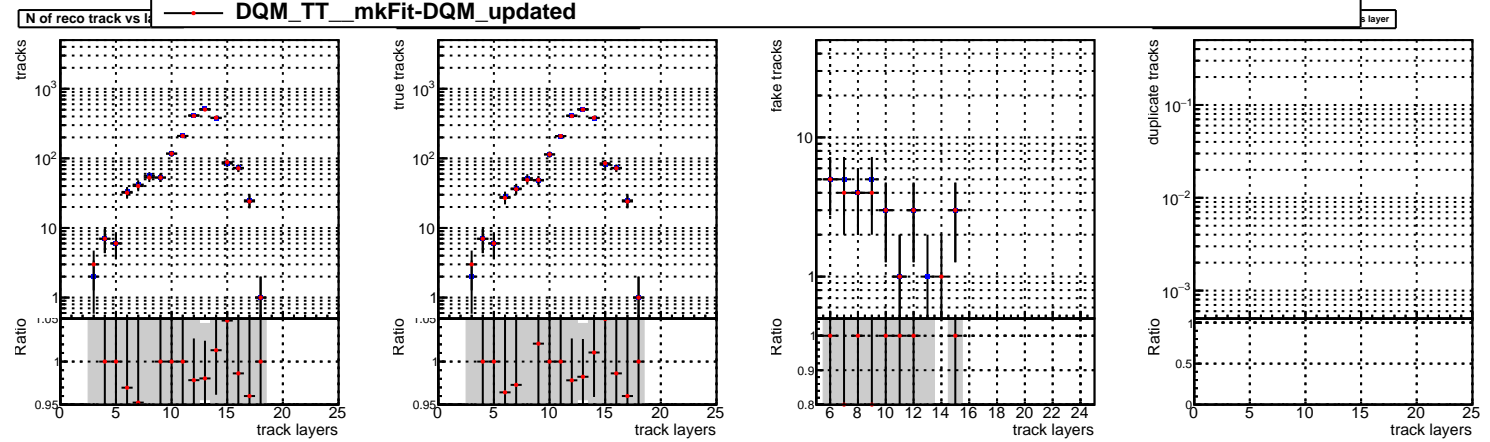 DQM_TT__mkFit-DQM_updated
N of reco track vs la
s layer
tracks
10³
10²
10
1
Ratio
1.05
1
0.95
0 5 10 15 20 25
track layers
true tracks
10³
10²
10
1
Ratio
1.05
1
0.95
0 5 10 15 20 25
track layers
fake tracks
10
1
Ratio
1
0.9
0.8
6 8 10 12 14 16 18 20 22 24
track layers
duplicate tracks
10⁻¹
10⁻²
10⁻³
Ratio
1
0.5
0
0 5 10 15 20 25
track layers